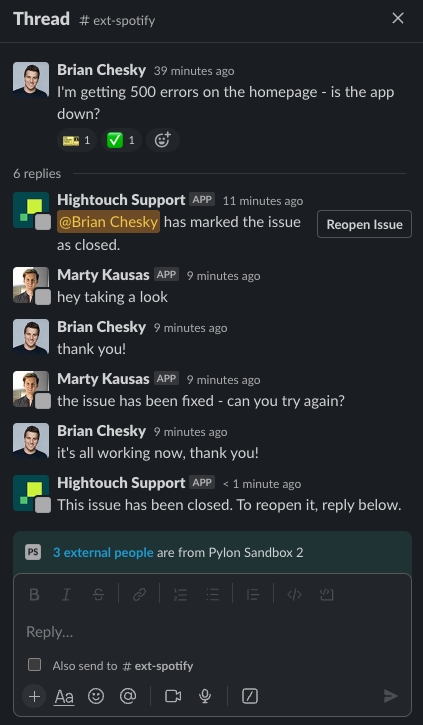 Thread # ext-spotify
Brian Chesky 39 minutes ago
I'm getting 500 errors on the homepage - is the app
down?
1 1
6 replies
Hightouch Support APP 11 minutes ago
@Brian Chesky has marked the issue
as closed.
Reopen Issue
Marty Kausas APP 9 minutes ago
hey taking a look
Brian Chesky 9 minutes ago
thank you!
Marty Kausas APP 9 minutes ago
the issue has been fixed - can you try again?
Brian Chesky 9 minutes ago
it's all working now, thank you!
Hightouch Support APP < 1 minute ago
This issue has been closed. To reopen it, reply below.
PS 3 external people are from Pylon Sandbox 2
B I S
Reply...
Also send to # ext-spotify
Aa @